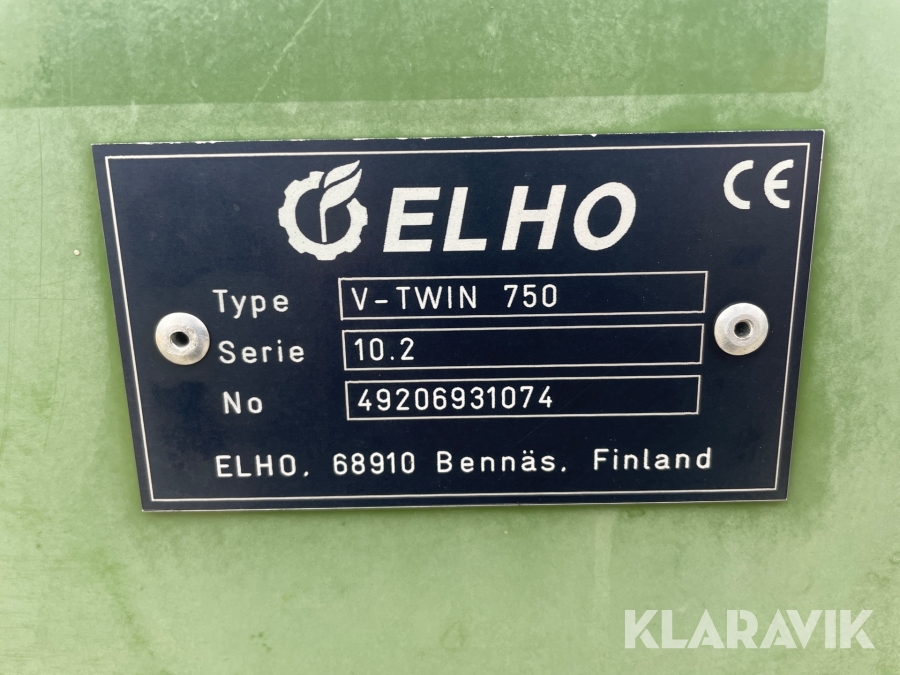 ELHO
CE
Type V-TWIN 750
Serie 10.2
No 49206931074
ELHO, 68910 Bennäs, Finland
KLARAVIK